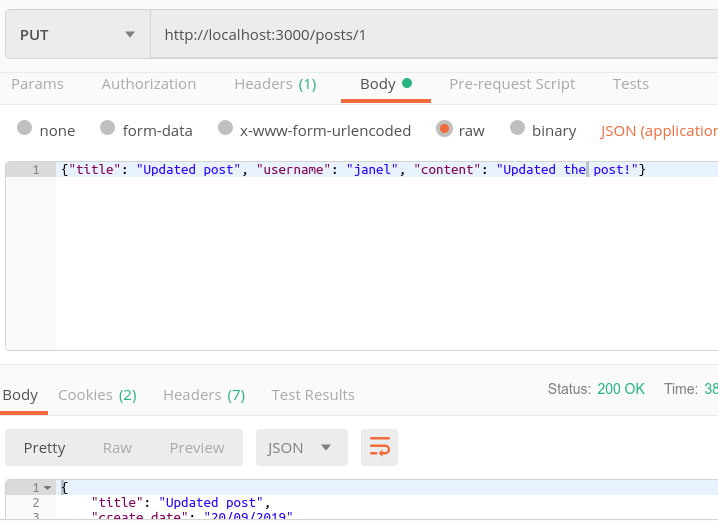 PUT http://localhost:3000/posts/1
Params Authorization Headers (1) Body Pre-request Script Tests
none form-data x-www-form-urlencoded raw binary JSON (application
1 {"title": "Updated post", "username": "janel", "content": "Updated the post!"}
Body Cookies (2) Headers (7) Test Results Status: 200 OK Time: 38
Pretty Raw Preview JSON
1 {
2 "title": "Updated post",
3 "create_date": "20/09/2019"